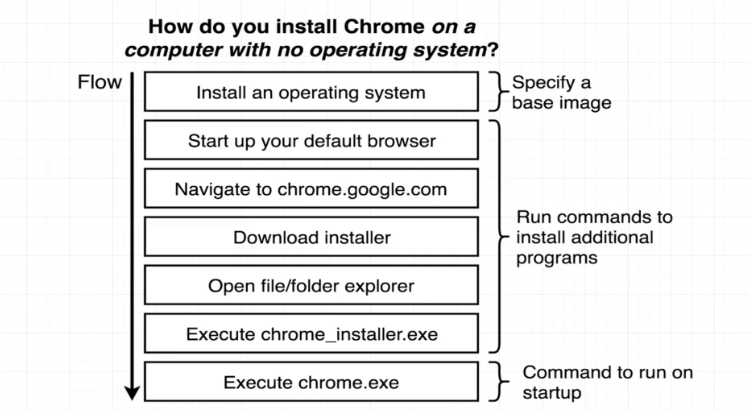 How do you install Chrome on a
computer with no operating system?
Flow
Install an operating system
Specify a
base image
Start up your default browser
Navigate to chrome.google.com
Download installer
Open file/folder explorer
Execute chrome_installer.exe
Run commands to
install additional
programs
Execute chrome.exe
Command to run on
startup